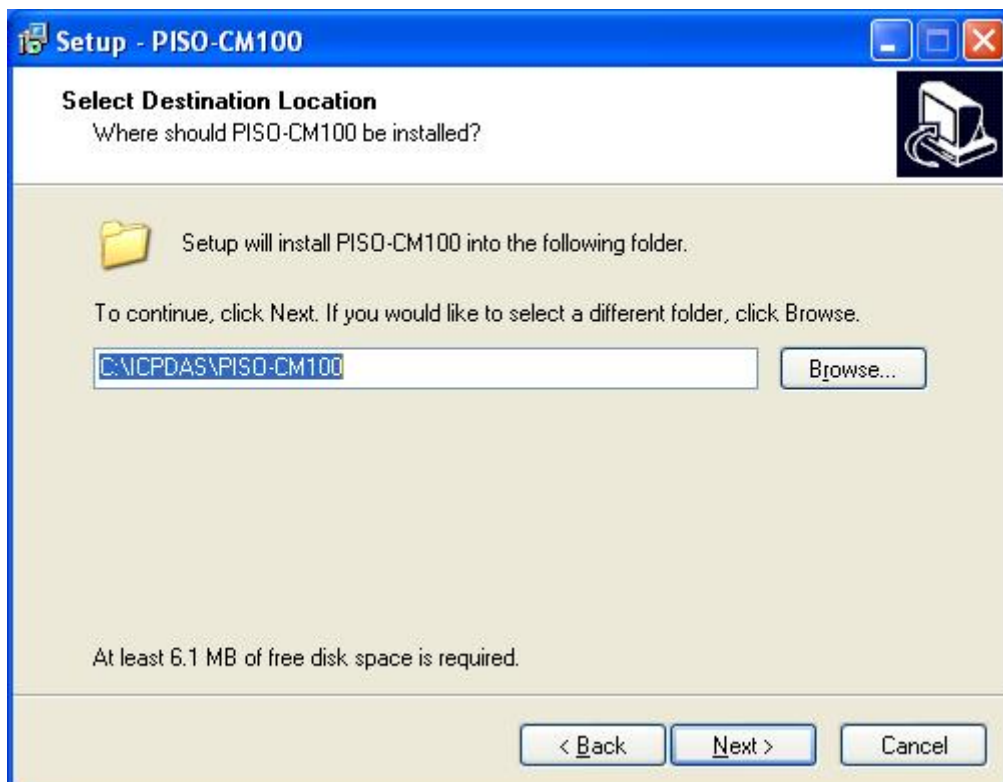 Setup - PISO-CM100
Select Destination Location
Where should PISO-CM100 be installed?
Setup will install PISO-CM100 into the following folder.
To continue, click Next. If you would like to select a different folder, click Browse.
C:\ICPDAS\PISO-CM100
Browse...
At least 6.1 MB of free disk space is required.
< Back
Next >
Cancel